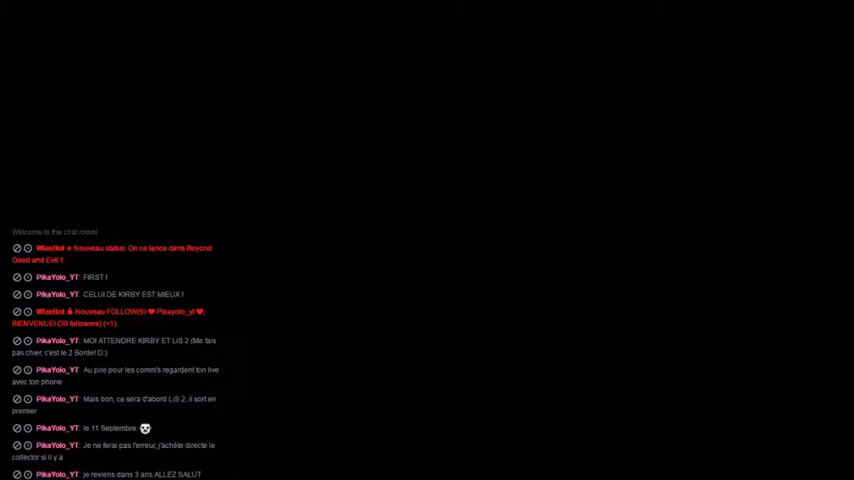 Welcome to the chat room!
WizeBot ★ Nouveau status: On ce lance dans Beyond
Good and Evil 1
PikaYolo_YT: FIRST !
PikaYolo_YT: CELUI DE KIRBY EST MIEUX !
WizeBot Nouveau FOLLOW(S) ❤ Pikayolo_yt ❤,
BIENVENUE! (39 followers) (+1).
PikaYolo_YT: MOI ATTENDRE KIRBY ET LiS 2 (Me fais
pas chier, c'est le 2 Bordel D:)
PikaYolo_YT: Au pire pour les comm's regardent ton live
avec ton phone
PikaYolo_YT: Mais bon, ce sera d'abord LiS 2, il sort en
premier
PikaYolo_YT: le 11 Septembre
PikaYolo_YT: Je ne ferai pas l'erreur, j'achète directe le
collector si il y a
PikaYolo_YT: je reviens dans 3 ans ALLEZ SALUT